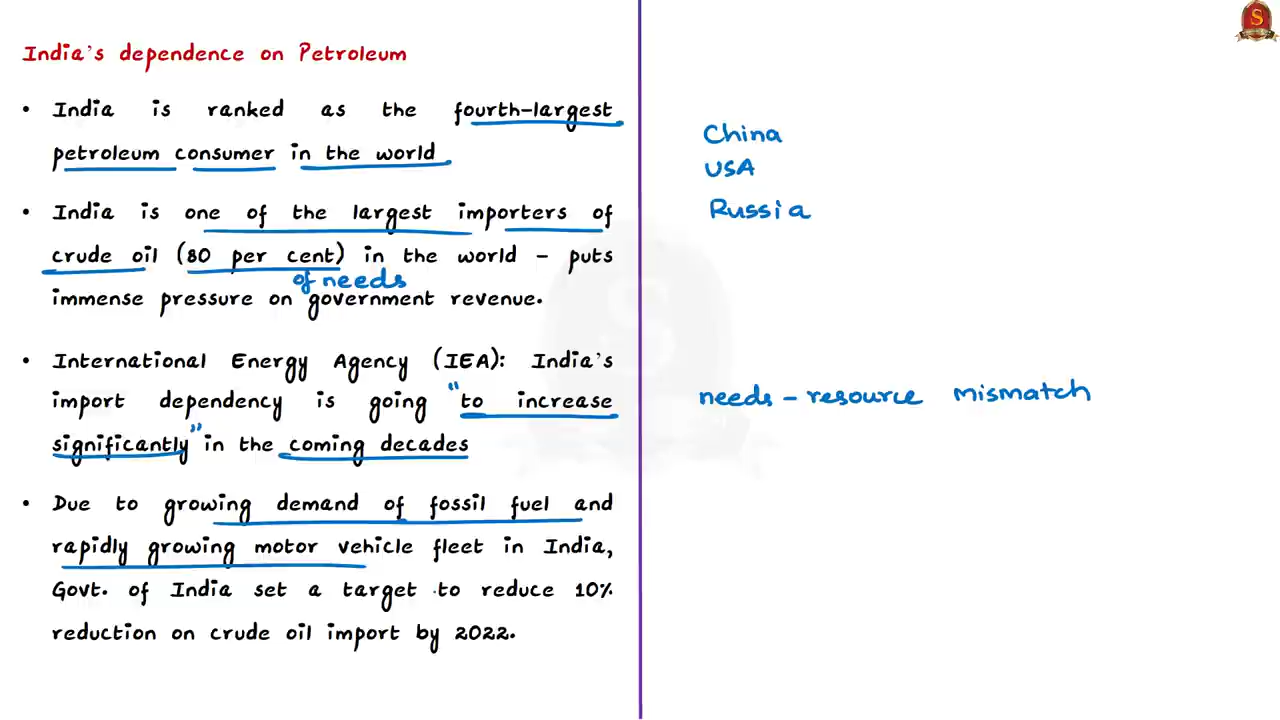 India's dependence on Petroleum
• India is ranked as the fourth-largest
petroleum consumer in the world
• India is one of the largest importers of
crude oil (80 per cent) in the world - puts
of needs
immense pressure on government revenue.
• International Energy Agency (IEA): India's
import dependency is going "to increase
significantly" in the coming decades
• Due to growing demand of fossil fuel and
rapidly growing motor vehicle fleet in India,
Govt. of India set a target to reduce 10%
reduction on crude oil import by 2022.
China
USA
Russia
needs - resource mismatch
S